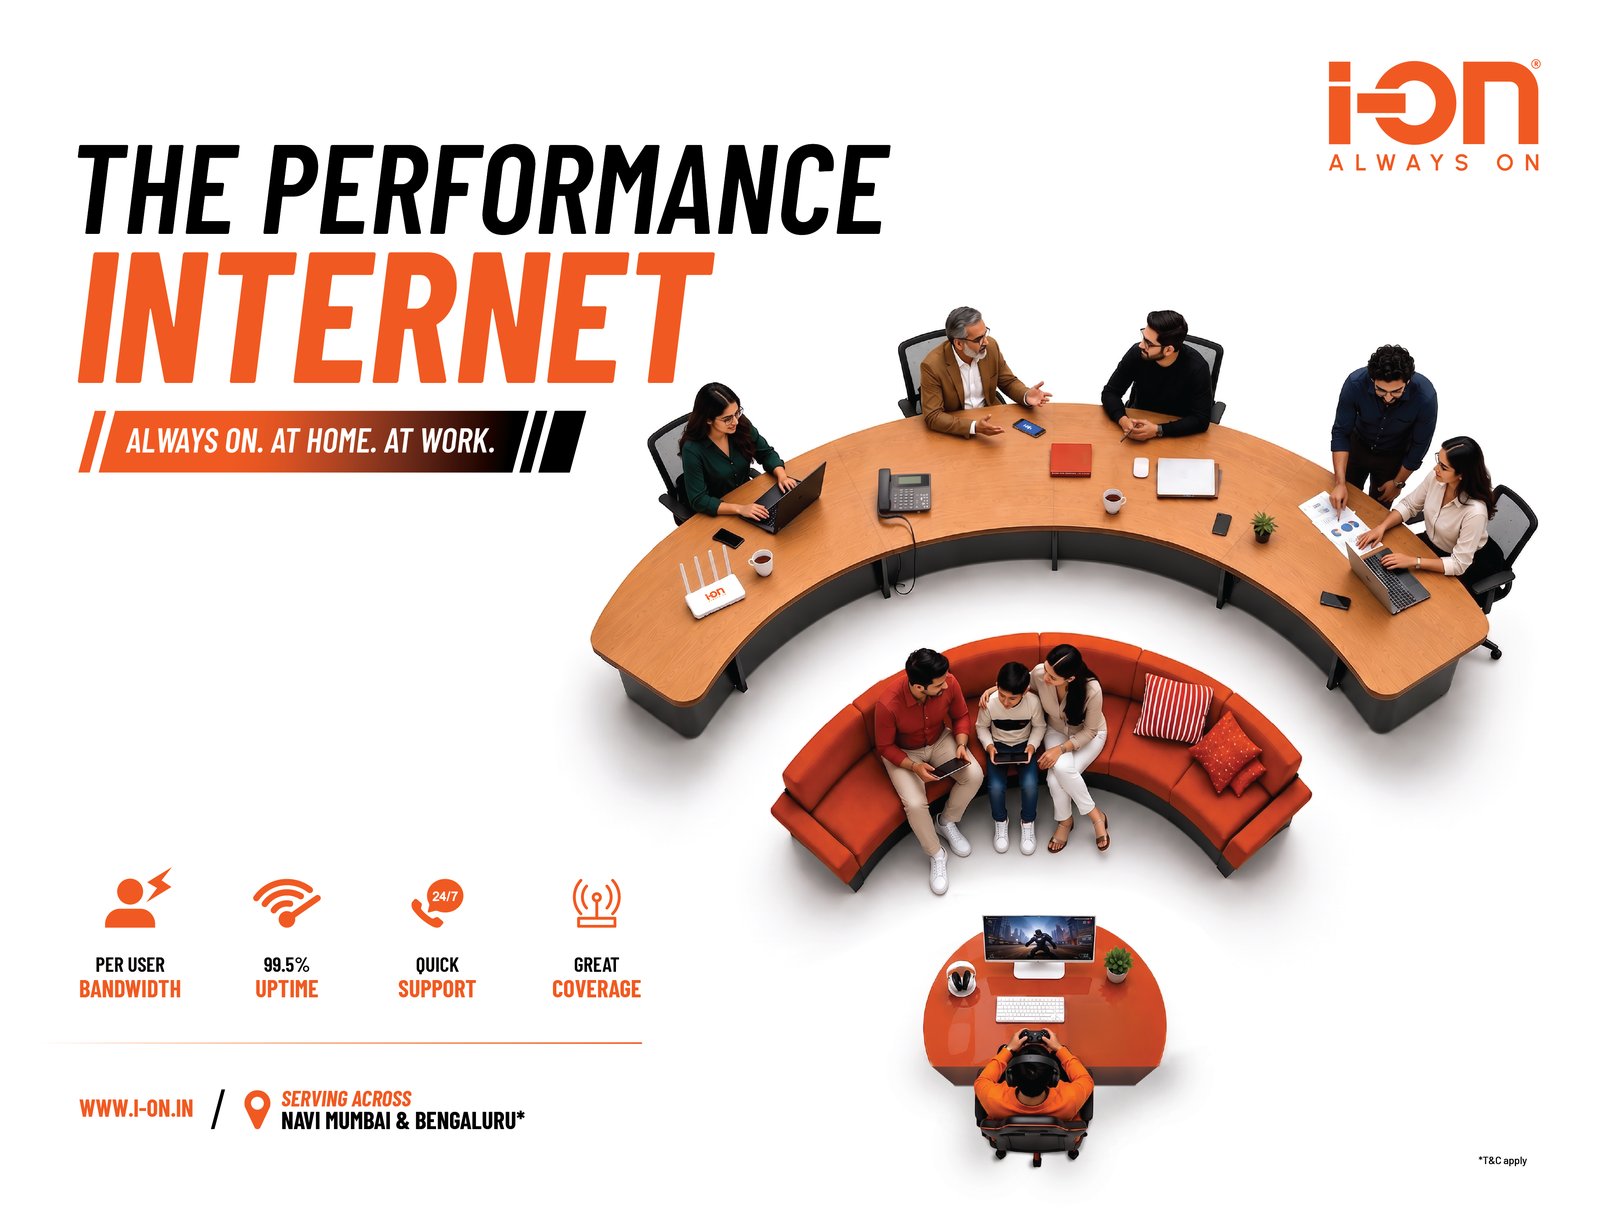 i-on®
ALWAYS ON
THE PERFORMANCE
INTERNET
ALWAYS ON. AT HOME. AT WORK.
i-on
PER USER
BANDWIDTH
99.5%
UPTIME
24/7
QUICK
SUPPORT
GREAT
COVERAGE
WWW.I-ON.IN
SERVING ACROSS
NAVI MUMBAI & BENGALURU*
*T&C apply